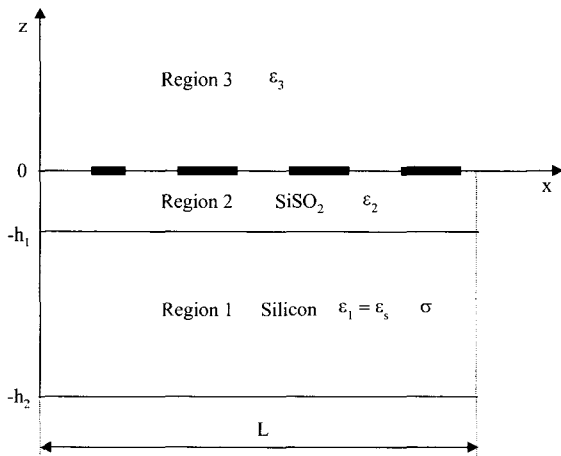 z
Region 3 ε₃
0
x
Region 2 SiSO₂ ε₂
-h₁
Region 1 Silicon ε₁ = εₛ σ
-h₂
L